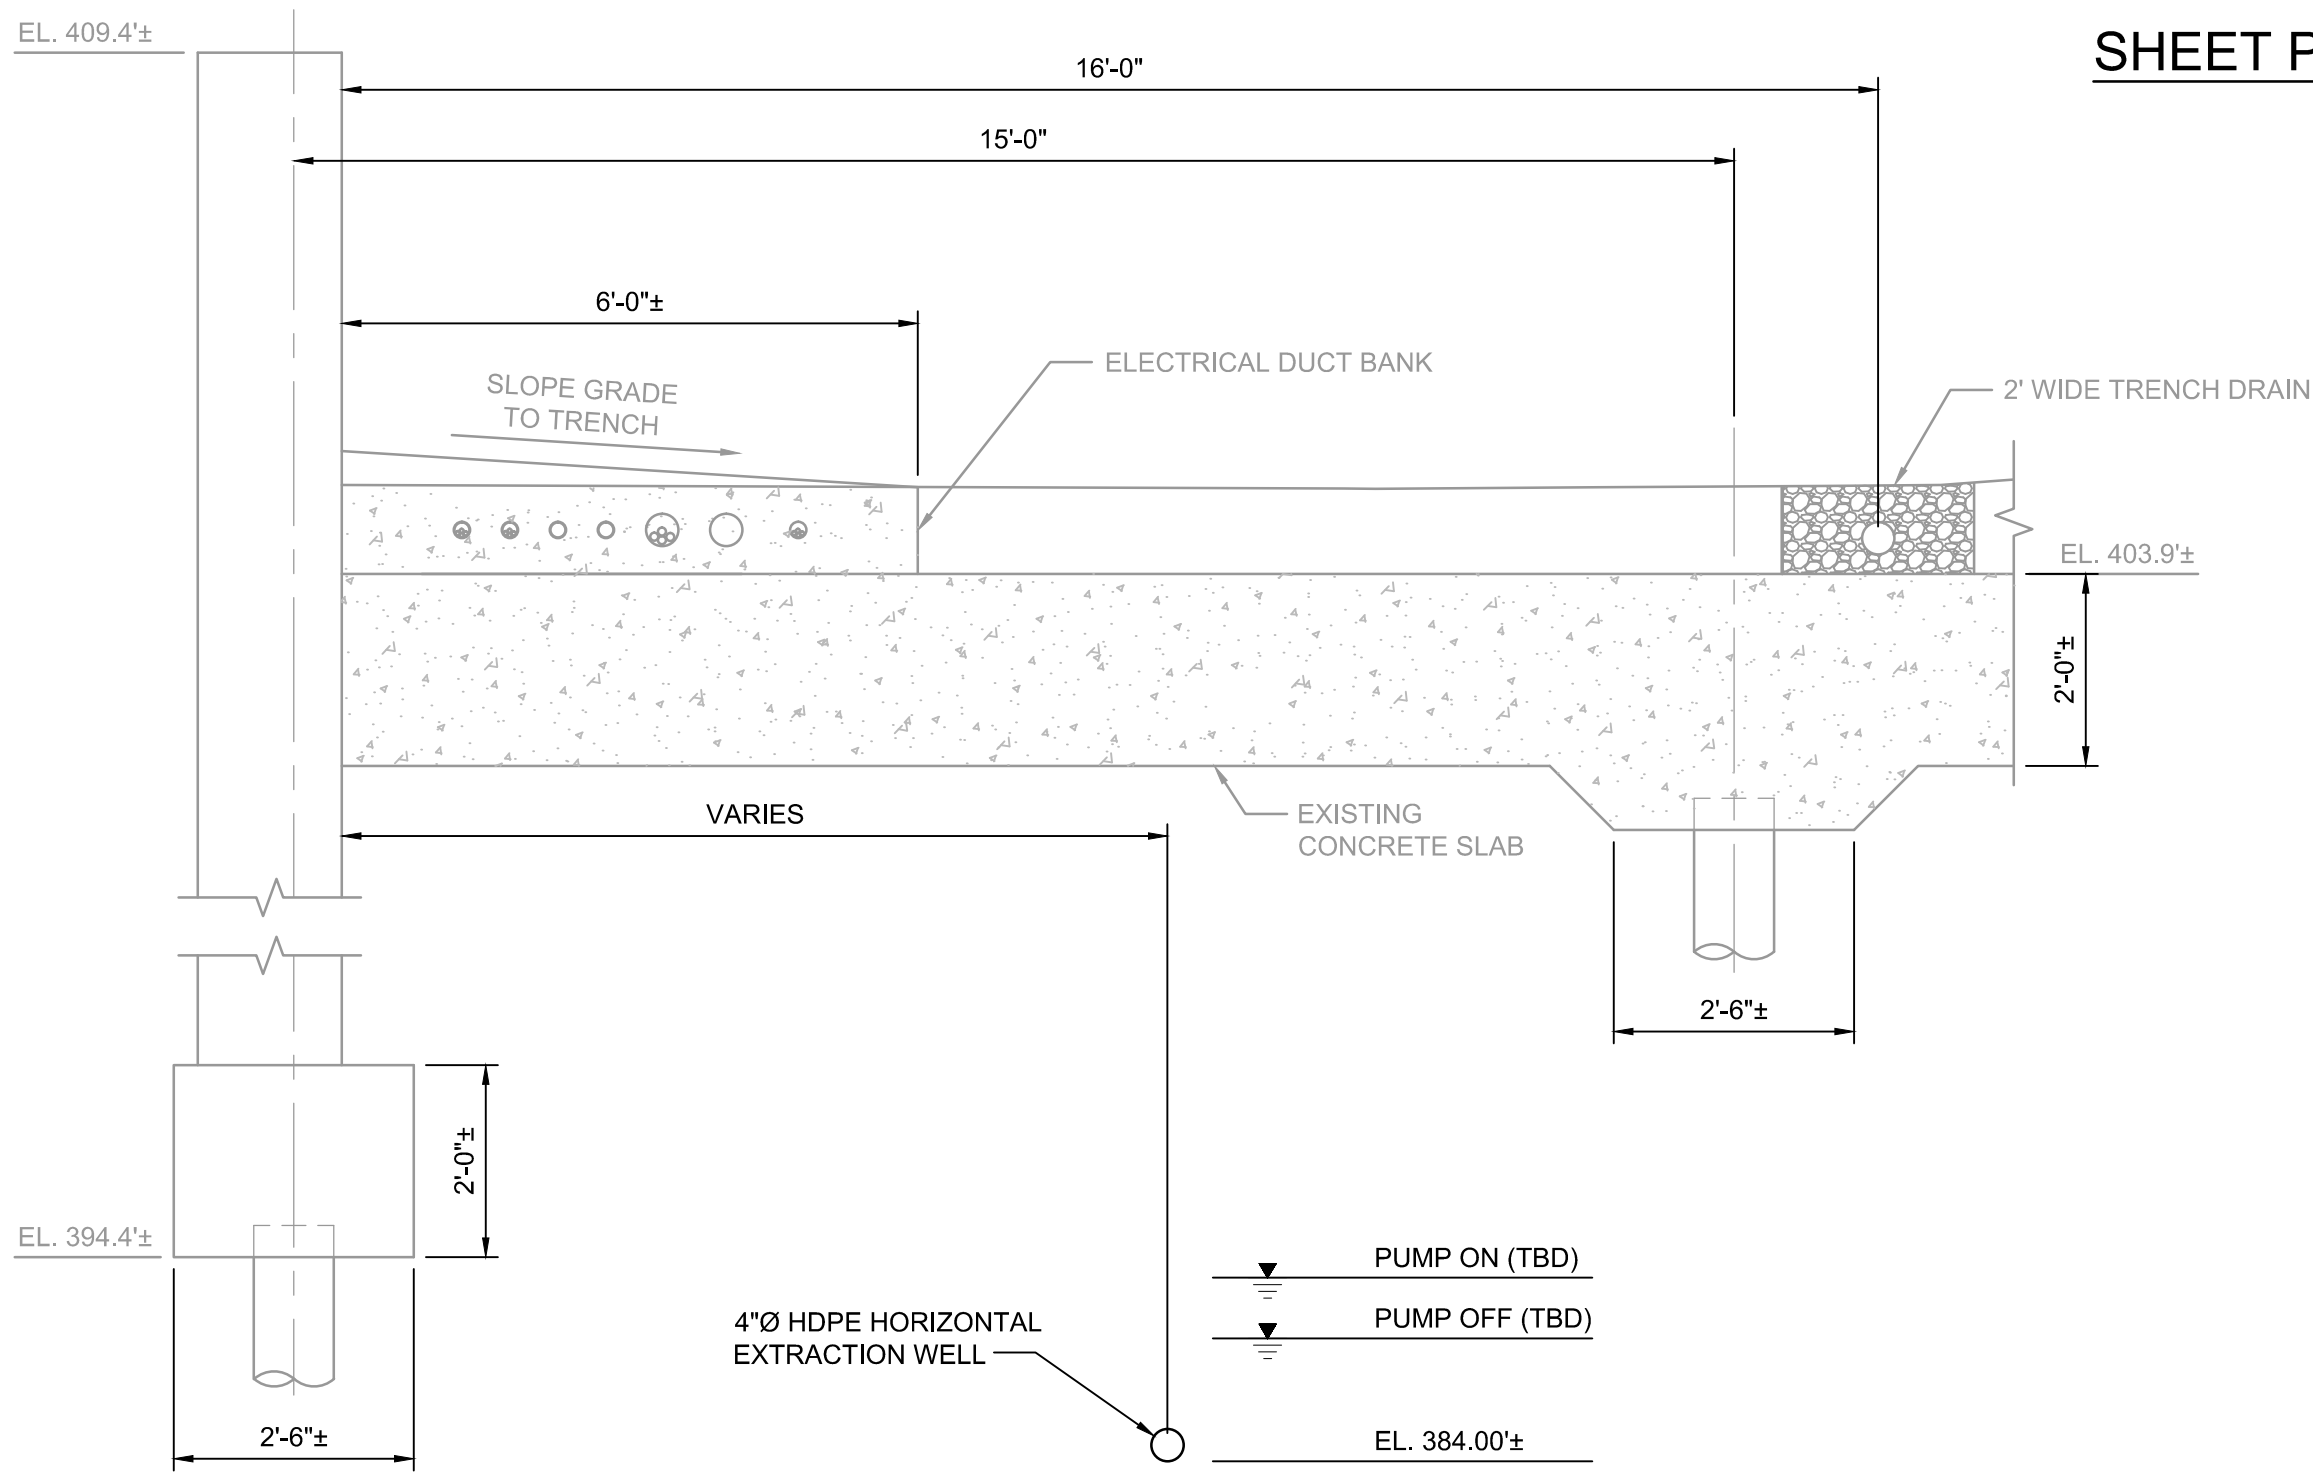 EL. 409.4'±
SHEET P
16'-0"
15'-0"
6'-0"±
ELECTRICAL DUCT BANK
SLOPE GRADE
TO TRENCH
2' WIDE TRENCH DRAIN
EL. 403.9'±
2'-0"±
VARIES
EXISTING
CONCRETE SLAB
2'-6"±
2'-0"±
EL. 394.4'±
PUMP ON (TBD)
PUMP OFF (TBD)
4"Ø HDPE HORIZONTAL
EXTRACTION WELL
2'-6"±
EL. 384.00'±